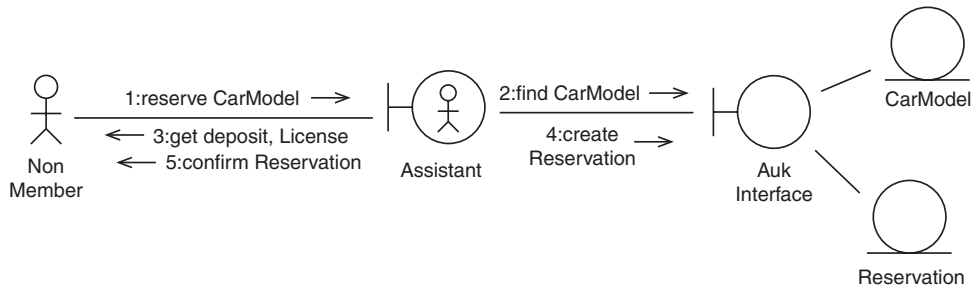 1:reserve CarModel
3:get deposit, License
5:confirm Reservation
Non
Member
Assistant
2:find CarModel
4:create
Reservation
Auk
Interface
CarModel
Reservation